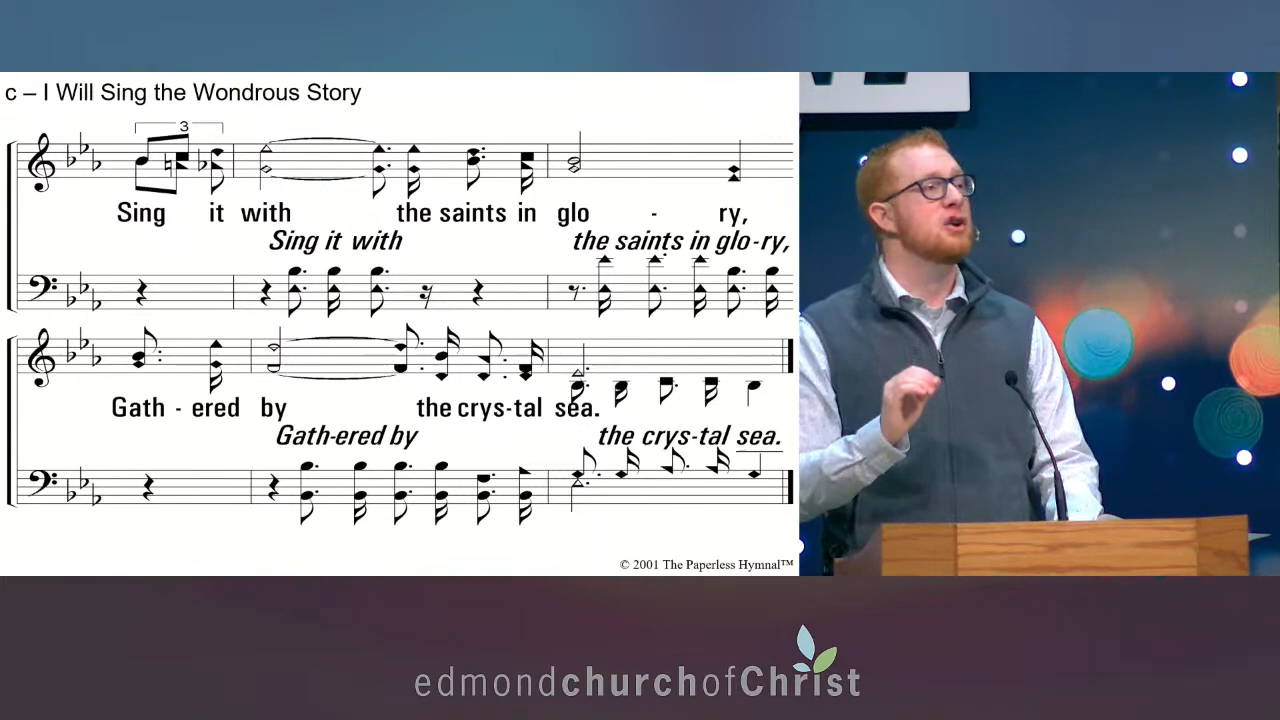 c – I Will Sing the Wondrous Story
3
Sing it with the saints in glo - ry,
Sing it with the saints in glo-ry,
Gath - ered by the crys-tal sea.
Gath-ered by the crys-tal sea.
© 2001 The Paperless Hymnal™
edmondchurchofChrist